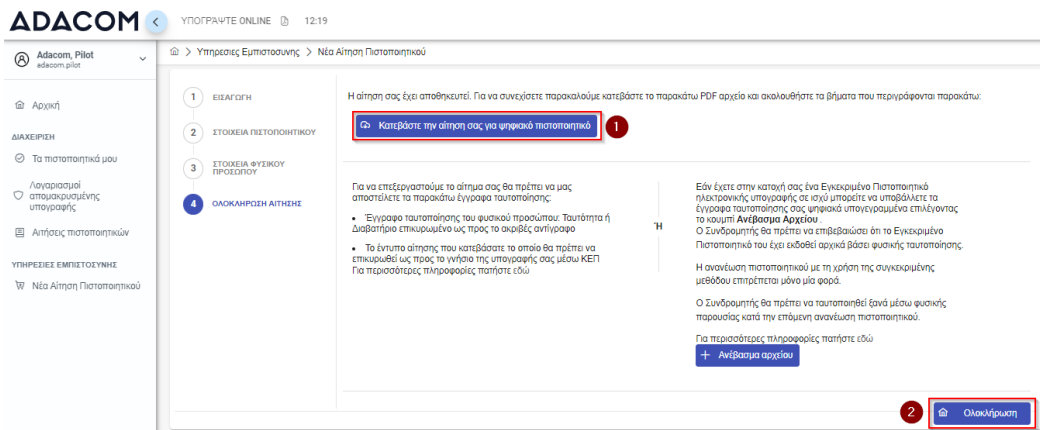 ADACOM
ΥΠΟΓΡΑΨΤΕ ONLINE 12:19
Adacom, Pilot
adacom.pilot
Υπηρεσιες Εμπιστοσυνης > Νέα Αίτηση Πιστοποιητικού
Αρχική
ΔΙΑΧΕΙΡΙΣΗ
Τα πιστοποιητικά μου
Λογαριασμοί
απομακρυσμένης
υπογραφής
Αιτήσεις πιστοποιητικών
ΥΠΗΡΕΣΙΕΣ ΕΜΠΙΣΤΟΣΥΝΗΣ
Νέα Αίτηση Πιστοποιητικού
1 ΕΙΣΑΓΩΓΗ
2 ΣΤΟΙΧΕΙΑ ΠΙΣΤΟΠΟΙΗΤΙΚΟΥ
3 ΣΤΟΙΧΕΙΑ ΦΥΣΙΚΟΥ
ΠΡΟΣΩΠΟΥ
4 ΟΛΟΚΛΗΡΩΣΗ ΑΙΤΗΣΗΣ
Η αίτηση σας έχει αποθηκευτεί. Για να συνεχίσετε παρακαλούμε κατεβάστε το παρακάτω PDF αρχείο και ακολουθήστε τα βήματα που περιγράφονται παρακάτω:
Κατεβάστε την αίτηση σας για ψηφιακό πιστοποιητικό
1
Για να επεξεργαστούμε το αίτημα σας θα πρέπει να μας
αποστείλετε τα παρακάτω έγγραφα ταυτοποίησης:
• Έγγραφο ταυτοποίησης του φυσικού προσώπου: Ταυτότητα ή
Διαβατήριο επικυρωμένο ως προς το ακριβές αντίγραφο
• Το έντυπο αίτησης που κατεβάσατε το οποίο θα πρέπει να
επικυρωθεί ως προς το γνήσιο της υπογραφής σας μέσω ΚΕΠ
Για περισσότερες πληροφορίες πατήστε εδώ
Ή
Εάν έχετε στην κατοχή σας ένα Εγκεκριμένο Πιστοποιητικό
ηλεκτρονικής υπογραφής σε ισχύ μπορείτε να υποβάλλετε τα
έγγραφα ταυτοποίησης σας ψηφιακά υπογεγραμμένα επιλέγοντας
το κουμπί Ανέβασμα Αρχείου .
Ο Συνδρομητής θα πρέπει να επιβεβαιώσει ότι το Εγκεκριμένο
Πιστοποιητικό του έχει εκδοθεί αρχικά βάσει φυσικής ταυτοποίησης.
Η ανανέωση πιστοποιητικού με τη χρήση της συγκεκριμένης
μεθόδου επιτρέπεται μόνο μία φορά.
Ο Συνδρομητής θα πρέπει να ταυτοποιηθεί ξανά μέσω φυσικής
παρουσίας κατά την επόμενη ανανέωση πιστοποιητικού.
Για περισσότερες πληροφορίες πατήστε εδώ
+ Ανέβασμα αρχείου
2
Ολοκλήρωση